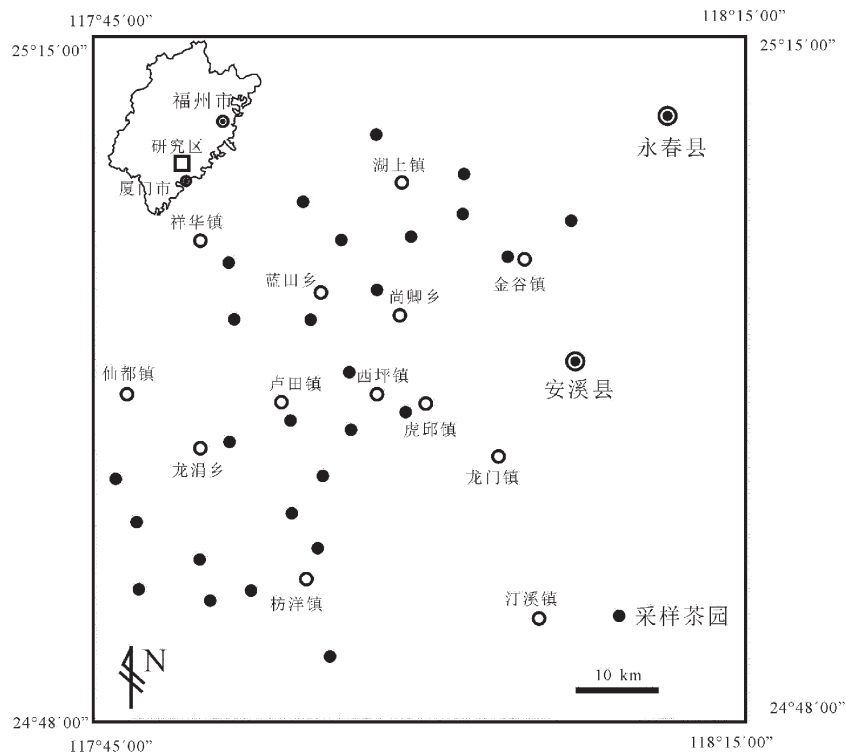 117°45′00″
118°15′00″
25°15′00″
25°15′00″
福州市
研究区
厦门市
永春县
湖上镇
祥华镇
金谷镇
蓝田乡
尚卿乡
仙都镇
卢田镇
西坪镇
安溪县
虎邱镇
龙涓乡
龙门镇
枋洋镇
汀溪镇
采样茶园
N
10 km
24°48′00″
24°48′00″
117°45′00″
118°15′00″